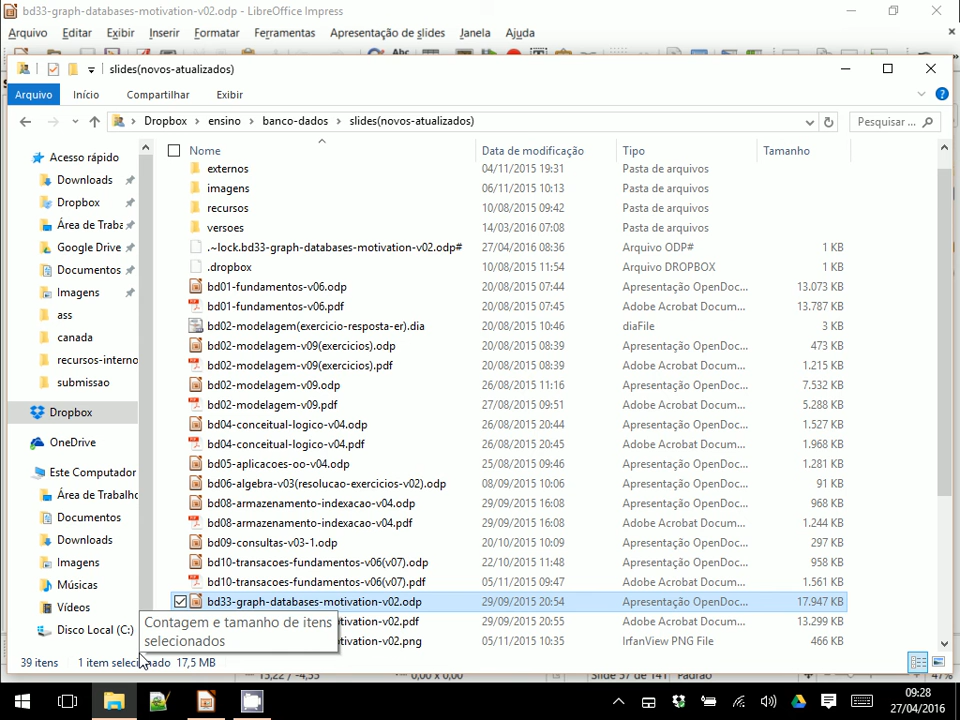 bd33-graph-databases-motivation-v02.odp - LibreOffice Impress
Arquivo Editar Exibir Inserir Formatar Ferramentas Apresentação de slides Janela Ajuda
slides(novos-atualizados)
Arquivo Início Compartilhar Exibir
Dropbox ensino banco-dados slides(novos-atualizados) Pesquisar ...
Nome Data de modificação Tipo Tamanho
Acesso rápido
Downloads
Dropbox
Área de Traba
Google Drive
Documentos
Imagens
ass
canada
recursos-interno
submissao
Dropbox
OneDrive
Este Computador
Área de Trabalho
Documentos
Downloads
Imagens
Músicas
Vídeos
Disco Local (C:)
externos 04/11/2015 19:31 Pasta de arquivos
imagens 06/11/2015 10:13 Pasta de arquivos
recursos 10/08/2015 09:42 Pasta de arquivos
versoes 14/03/2016 07:08 Pasta de arquivos
.~lock.bd33-graph-databases-motivation-v02.odp# 27/04/2016 08:36 Arquivo ODP# 1 KB
.dropbox 10/08/2015 11:54 Arquivo DROPBOX 1 KB
bd01-fundamentos-v06.odp 20/08/2015 07:44 Apresentação OpenDoc... 13.073 KB
bd01-fundamentos-v06.pdf 20/08/2015 07:45 Adobe Acrobat Docum... 13.787 KB
bd02-modelagem(exercicio-resposta-er).dia 20/08/2015 10:46 diaFile 3 KB
bd02-modelagem-v09(exercicios).odp 20/08/2015 08:39 Apresentação OpenDoc... 473 KB
bd02-modelagem-v09(exercicios).pdf 20/08/2015 08:39 Adobe Acrobat Docum... 1.215 KB
bd02-modelagem-v09.odp 26/08/2015 11:16 Apresentação OpenDoc... 7.532 KB
bd02-modelagem-v09.pdf 27/08/2015 09:51 Adobe Acrobat Docum... 5.288 KB
bd04-conceitual-logico-v04.odp 26/08/2015 20:44 Apresentação OpenDoc... 1.527 KB
bd04-conceitual-logico-v04.pdf 26/08/2015 20:45 Adobe Acrobat Docum... 1.968 KB
bd05-aplicacoes-oo-v04.odp 25/08/2015 09:46 Apresentação OpenDoc... 1.281 KB
bd06-algebra-v03(resolucao-exercicios-v02).odp 08/09/2015 10:06 Apresentação OpenDoc... 91 KB
bd08-armazenamento-indexacao-v04.odp 29/09/2015 16:08 Apresentação OpenDoc... 968 KB
bd08-armazenamento-indexacao-v04.pdf 29/09/2015 16:08 Adobe Acrobat Docum... 1.244 KB
bd09-consultas-v03-1.odp 20/10/2015 10:09 Apresentação OpenDoc... 297 KB
bd10-transacoes-fundamentos-v06(v07).odp 22/10/2015 11:48 Apresentação OpenDoc... 958 KB
bd10-transacoes-fundamentos-v06(v07).pdf 05/11/2015 09:47 Adobe Acrobat Docum... 1.561 KB
bd33-graph-databases-motivation-v02.odp 29/09/2015 20:54 Apresentação OpenDoc... 17.947 KB
tivation-v02.pdf 29/09/2015 20:55 Adobe Acrobat Docum... 13.299 KB
tivation-v02.png 05/11/2015 10:35 IrfanView PNG File 466 KB
Contagem e tamanho de itens
selecionados
39 itens 1 item selecionado 17,5 MB
Slide 37 de 141 Padrão 47%
09:28
27/04/2016